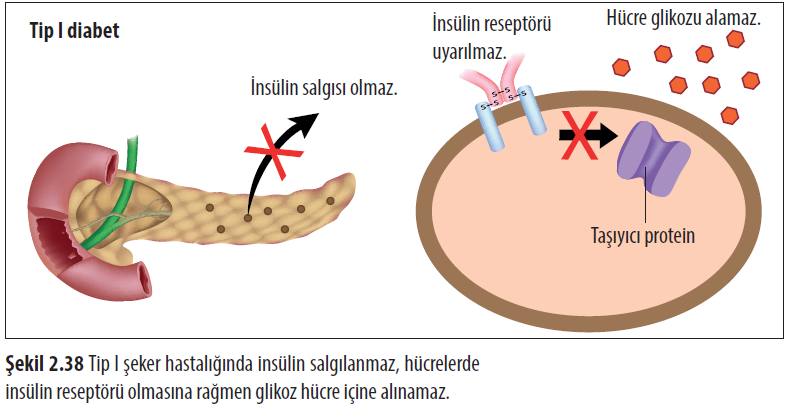 Tip I diabet
İnsülin salgısı olmaz.
İnsülin reseptörü
uyarılmaz.
Hücre glikozu alamaz.
S–S
S–S
S–S
Taşıyıcı protein
Şekil 2.38 Tip I şeker hastalığında insülin salgılanmaz, hücrelerde
insülin reseptörü olmasına rağmen glikoz hücre içine alınamaz.